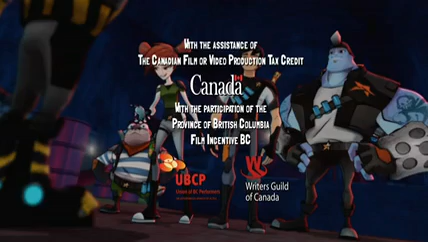 With the assistance of
The Canadian Film or Video Production Tax Credit
Canada
With the participation of the
Province of British Columbia
Film Incentive BC
UBCP
Union of BC Performers
Writers Guild
of Canada